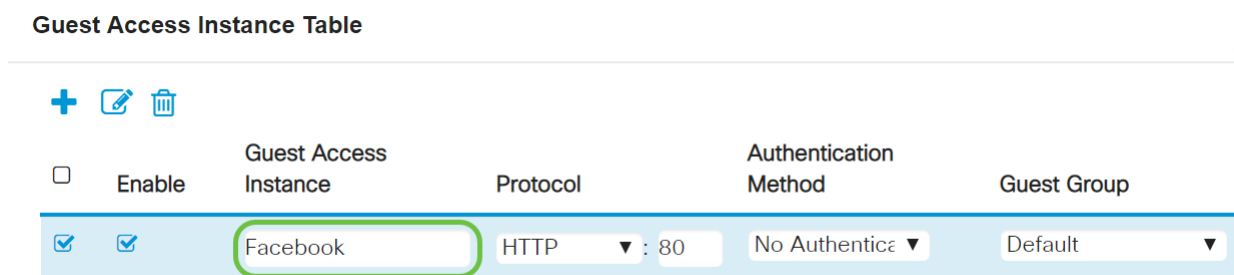 Guest Access Instance Table
Guest Access Authentication
Enable Instance Protocol Method Guest Group
Facebook HTTP : 80 No Authentica Default